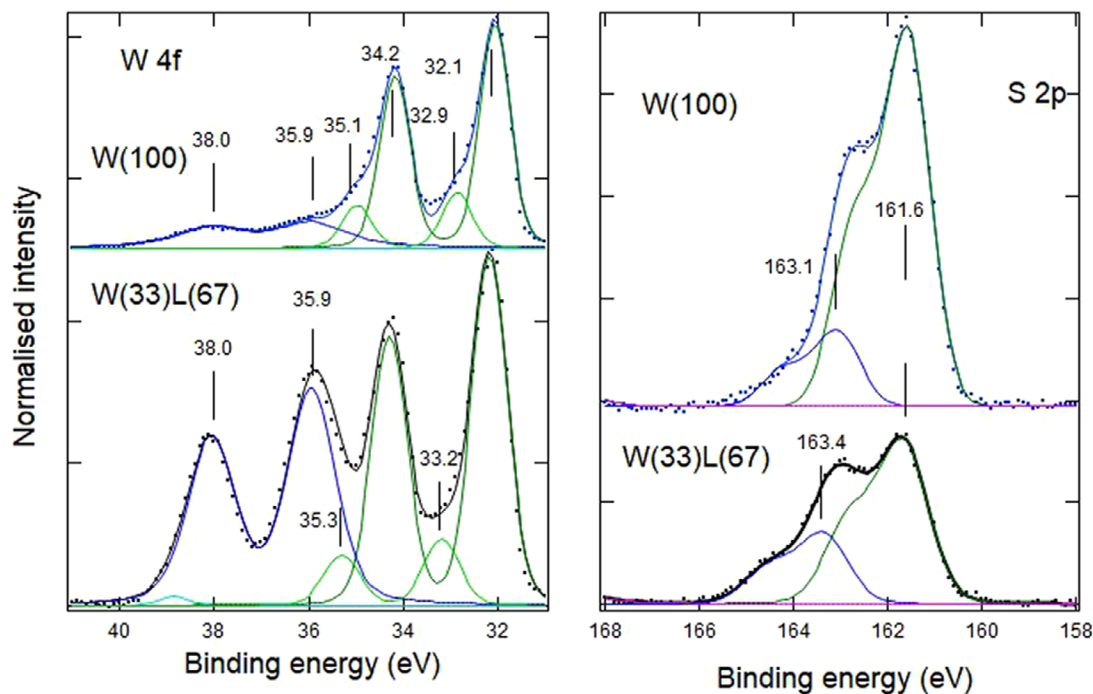 W 4f
34.2
32.1
35.1
32.9
35.9
38.0
W(100)
W(33)L(67)
35.9
38.0
33.2
35.3
40 38 36 34 32
Binding energy (eV)
Normalised intensity
S 2p
W(100)
161.6
163.1
163.4
W(33)L(67)
168 166 164 162 160 158
Binding energy (eV)